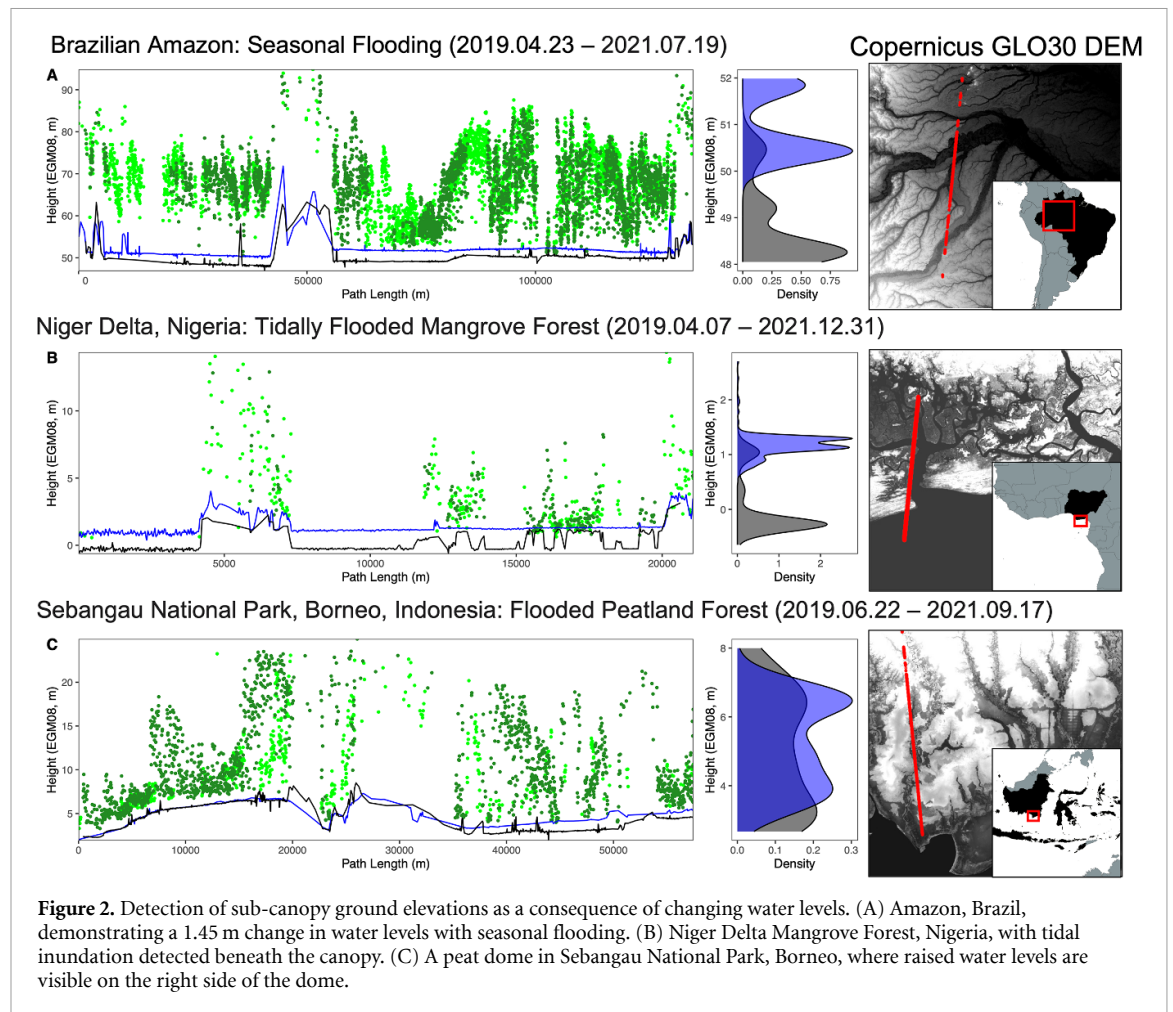 Brazilian Amazon: Seasonal Flooding (2019.04.23 – 2021.07.19)
Copernicus GLO30 DEM
A
Height (EGM08, m)
90
80
70
60
50
0
50000
100000
Path Length (m)
Height (EGM08, m)
52
51
50
49
48
0.00 0.25 0.50 0.75
Density
Niger Delta, Nigeria: Tidally Flooded Mangrove Forest (2019.04.07 – 2021.12.31)
B
Height (EGM08, m)
10
5
0
5000
10000
15000
20000
Path Length (m)
Height (EGM08, m)
2
1
0
0 1 2
Density
Sebangau National Park, Borneo, Indonesia: Flooded Peatland Forest (2019.06.22 – 2021.09.17)
C
Height (EGM08, m)
20
15
10
5
0
10000
20000
30000
40000
50000
Path Length (m)
Height (EGM08, m)
8
6
4
0.0 0.1 0.2 0.3
Density
Figure 2. Detection of sub-canopy ground elevations as a consequence of changing water levels. (A) Amazon, Brazil,
demonstrating a 1.45 m change in water levels with seasonal flooding. (B) Niger Delta Mangrove Forest, Nigeria, with tidal
inundation detected beneath the canopy. (C) A peat dome in Sebangau National Park, Borneo, where raised water levels are
visible on the right side of the dome.